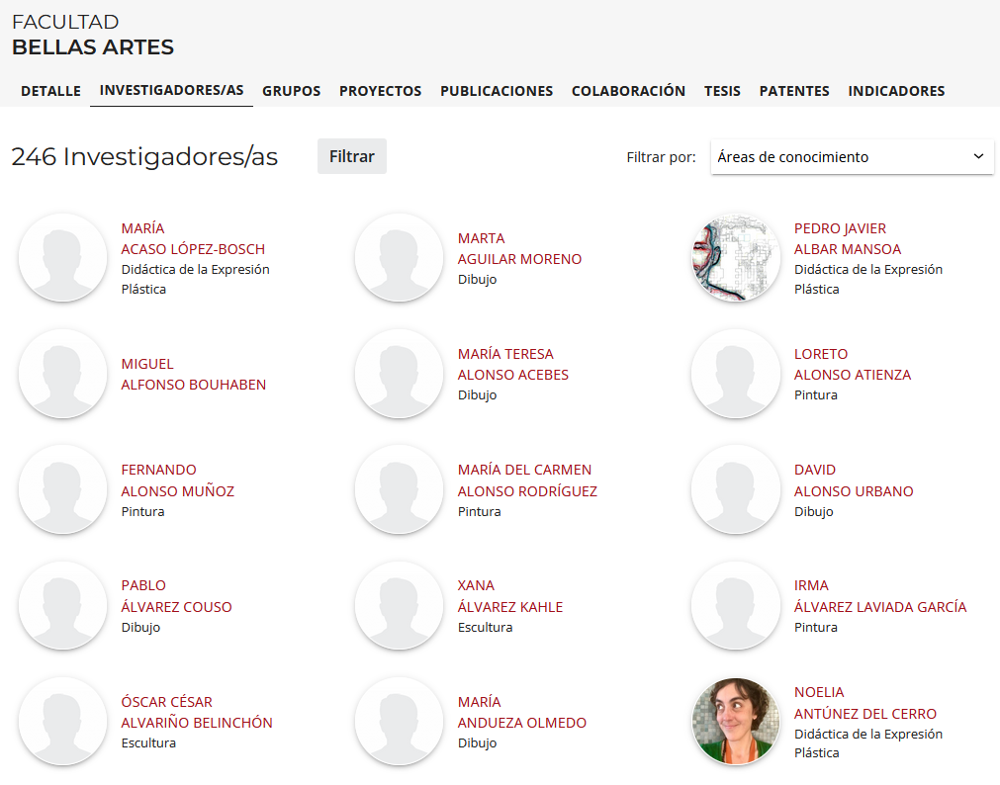 FACULTAD
BELLAS ARTES
DETALLE INVESTIGADORES/AS GRUPOS PROYECTOS PUBLICACIONES COLABORACIÓN TESIS PATENTES INDICADORES
246 Investigadores/as Filtrar Filtrar por: Áreas de conocimiento
MARÍA
ACASO LÓPEZ-BOSCH
Didáctica de la Expresión
Plástica
MARTA
AGUILAR MORENO
Dibujo
PEDRO JAVIER
ALBAR MANSOA
Didáctica de la Expresión
Plástica
MIGUEL
ALFONSO BOUHABEN
MARÍA TERESA
ALONSO ACEBES
Dibujo
LORETO
ALONSO ATIENZA
Pintura
FERNANDO
ALONSO MUÑOZ
Pintura
MARÍA DEL CARMEN
ALONSO RODRÍGUEZ
Pintura
DAVID
ALONSO URBANO
Dibujo
PABLO
ÁLVAREZ COUSO
Dibujo
XANA
ÁLVAREZ KAHLE
Escultura
IRMA
ÁLVAREZ LAVIADA GARCÍA
Pintura
ÓSCAR CÉSAR
ALVARIÑO BELINCHÓN
Escultura
MARÍA
ANDUEZA OLMEDO
Dibujo
NOELIA
ANTÚNEZ DEL CERRO
Didáctica de la Expresión
Plástica